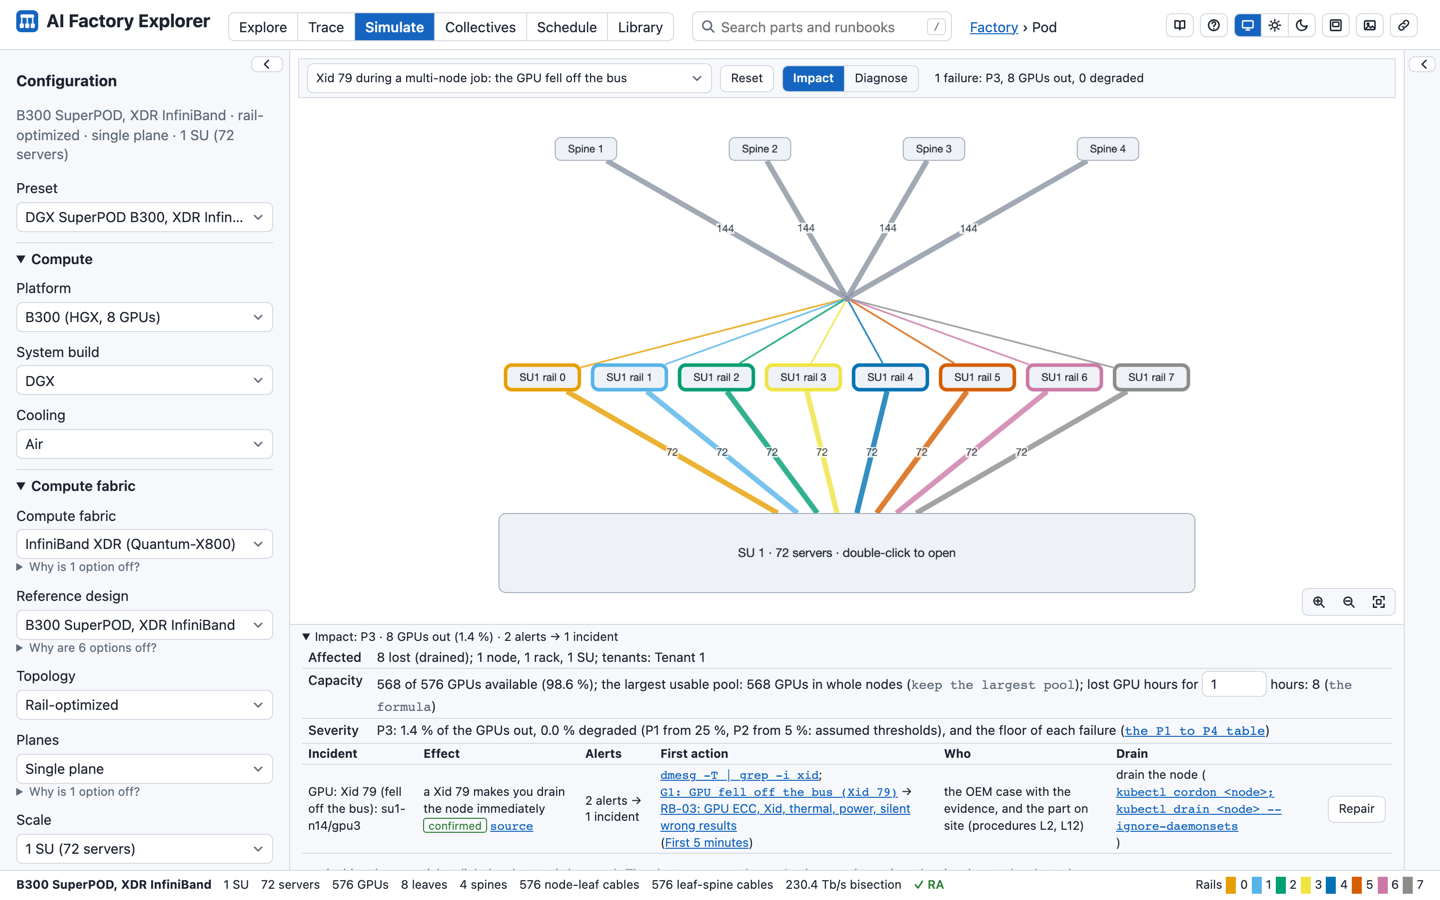 AI Factory Explorer
Explore
Trace
Simulate
Collectives
Schedule
Library
Search parts and runbooks
/
Factory › Pod
Configuration
B300 SuperPOD, XDR InfiniBand · rail-
optimized · single plane · 1 SU (72
servers)
Preset
DGX SuperPOD B300, XDR Infin...
Compute
Platform
B300 (HGX, 8 GPUs)
System build
DGX
Cooling
Air
Compute fabric
Compute fabric
InfiniBand XDR (Quantum-X800)
Why is 1 option off?
Reference design
B300 SuperPOD, XDR InfiniBand
Why are 6 options off?
Topology
Rail-optimized
Planes
Single plane
Why is 1 option off?
Scale
1 SU (72 servers)
Xid 79 during a multi-node job: the GPU fell off the bus
Reset
Impact
Diagnose
1 failure: P3, 8 GPUs out, 0 degraded
Spine 1
Spine 2
Spine 3
Spine 4
144
144
144
144
SU1 rail 0
SU1 rail 1
SU1 rail 2
SU1 rail 3
SU1 rail 4
SU1 rail 5
SU1 rail 6
SU1 rail 7
72
72
72
72
72
72
72
72
SU 1 · 72 servers · double-click to open
Impact: P3 · 8 GPUs out (1.4 %) · 2 alerts → 1 incident
Affected 8 lost (drained); 1 node, 1 rack, 1 SU; tenants: Tenant 1
Capacity 568 of 576 GPUs available (98.6 %); the largest usable pool: 568 GPUs in whole nodes (keep the largest pool); lost GPU hours for 1 hours: 8 (the
formula)
Severity P3: 1.4 % of the GPUs out, 0.0 % degraded (P1 from 25 %, P2 from 5 %: assumed thresholds), and the floor of each failure (the P1 to P4 table)
Incident
Effect
Alerts
First action
Who
Drain
GPU: Xid 79 (fell
off the bus): su1-
n14/gpu3
a Xid 79 makes you drain
the node immediately
confirmed source
2 alerts →
1 incident
dmesg -T | grep -i xid;
G1: GPU fell off the bus (Xid 79) →
RB-03: GPU ECC, Xid, thermal, power, silent
wrong results
(First 5 minutes)
the OEM case with the
evidence, and the part on
site (procedures L2, L12)
drain the node (
kubectl cordon <node>;
kubectl drain <node> --
ignore-daemonsets
)
Repair
B300 SuperPOD, XDR InfiniBand 1 SU 72 servers 576 GPUs 8 leaves 4 spines 576 node-leaf cables 576 leaf-spine cables 230.4 Tb/s bisection ✓ RA
Rails 0 1 2 3 4 5 6 7